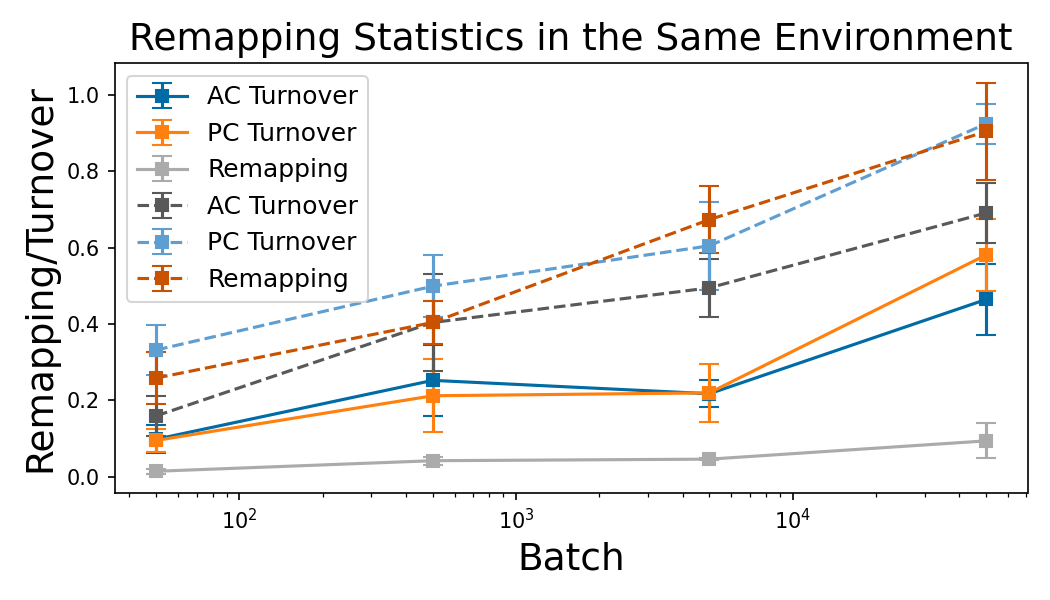 Remapping Statistics in the Same Environment
Remapping/Turnover
1.0
0.8
0.6
0.4
0.2
0.0
AC Turnover
PC Turnover
Remapping
AC Turnover
PC Turnover
Remapping
10²
10³
10⁴
Batch